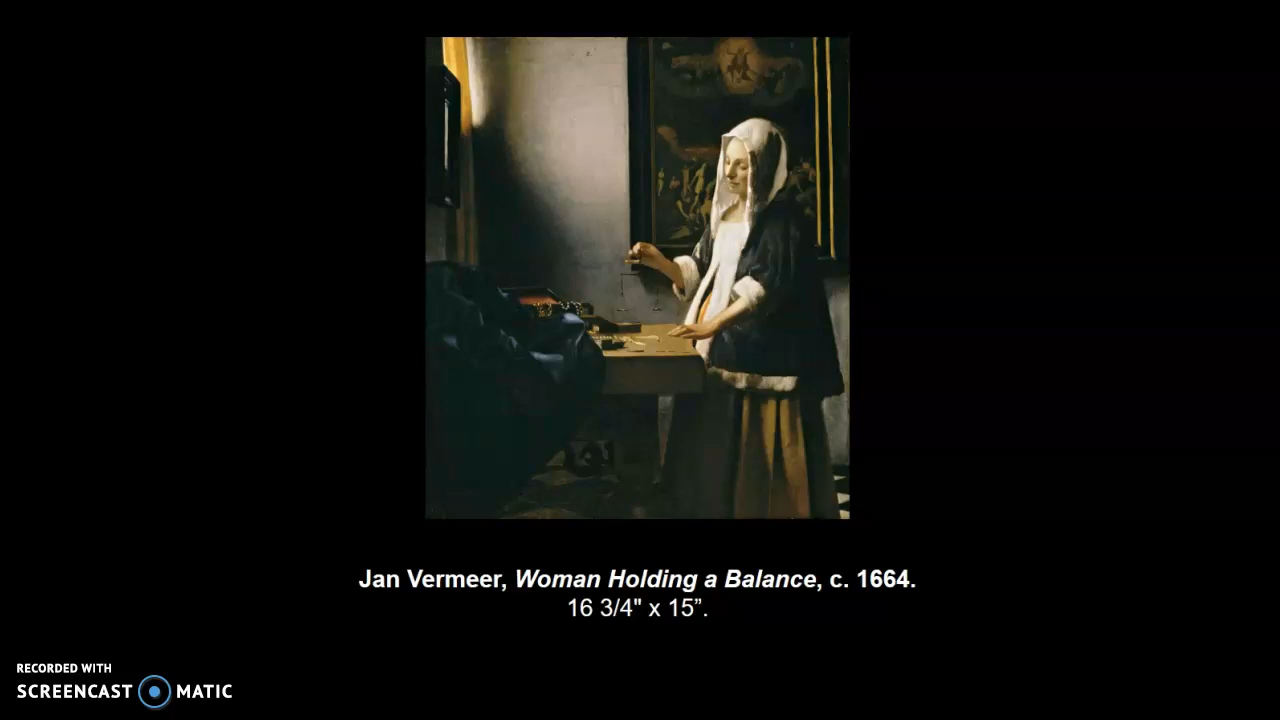 Jan Vermeer, Woman Holding a Balance, c. 1664.
16 3/4" x 15”.
RECORDED WITH
SCREENCAST MATIC